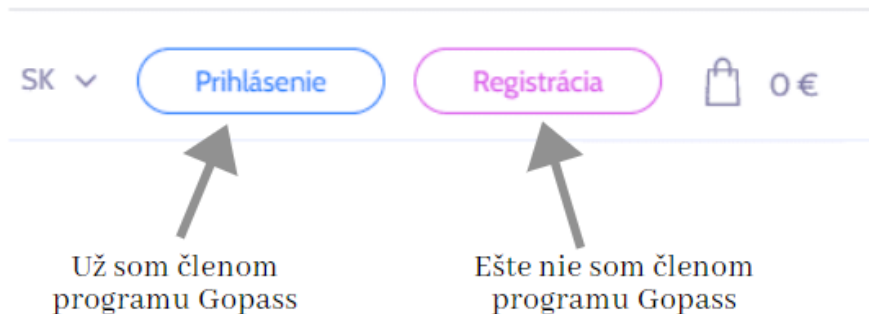 SK Prihlásenie Registrácia 0 €
Už som členom
programu Gopass
Ešte nie som členom
programu Gopass